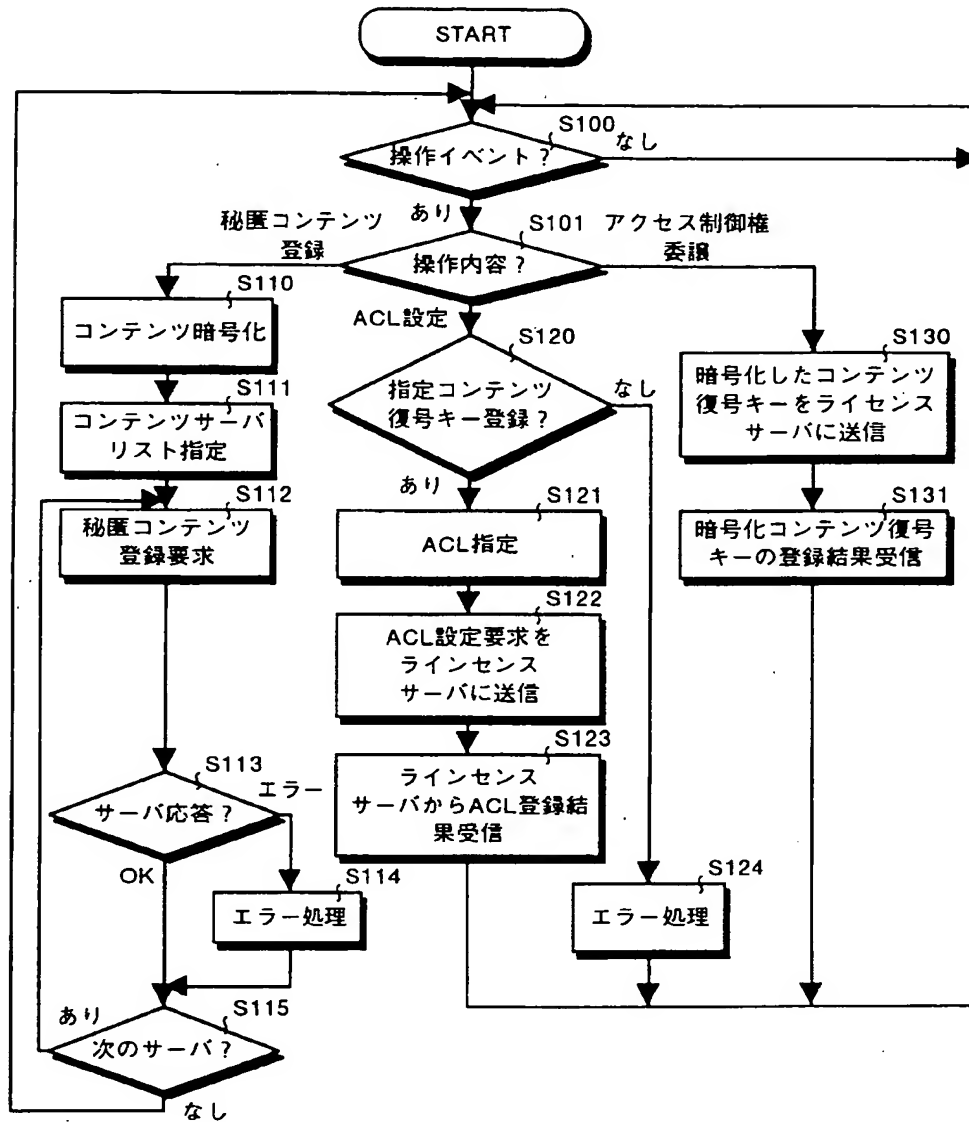 START
S100
操作イベント?
なし
あり
秘匿コンテンツ
登録
S101
アクセス制御権
委譲
操作内容?
S110
コンテンツ暗号化
S111
コンテンツサーバ
リスト指定
S112
秘匿コンテンツ
登録要求
S113
サーバ応答?
エラー
OK
S114
エラー処理
S115
あり
次のサーバ?
なし
ACL設定
S120
指定コンテンツ
復号キー登録?
なし
あり
S121
ACL指定
S122
ACL設定要求を
ラインセンス
サーバに送信
S123
ラインセンス
サーバからACL登録結
果受信
S124
エラー処理
S130
暗号化したコンテンツ
復号キーをライセンス
サーバに送信
S131
暗号化コンテンツ復号
キーの登録結果受信